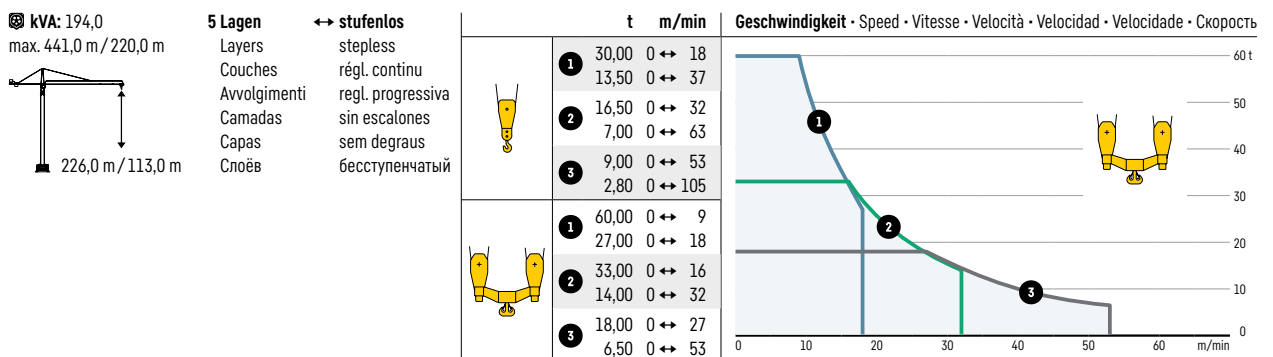 kVA: 194,0
max. 441,0 m / 220,0 m
226,0 m / 113,0 m
5 Lagen ↔ stufenlos
Layers stepless
Couches régl. continu
Avvolgimenti regl. progressiva
Camadas sin escalones
Capas sem degraus
Слоёв бесступенчатый
t m/min
1 30,00 0 ↔ 18
13,50 0 ↔ 37
2 16,50 0 ↔ 32
7,00 0 ↔ 63
3 9,00 0 ↔ 53
2,80 0 ↔ 105
1 60,00 0 ↔ 9
27,00 0 ↔ 18
2 33,00 0 ↔ 16
14,00 0 ↔ 32
3 18,00 0 ↔ 27
6,50 0 ↔ 53
Geschwindigkeit · Speed · Vitesse · Velocità · Velocidad · Velocidade · Скорость
60 t
50
40
30
20
10
0
1
2
3
0 10 20 30 40 50 60 m/min